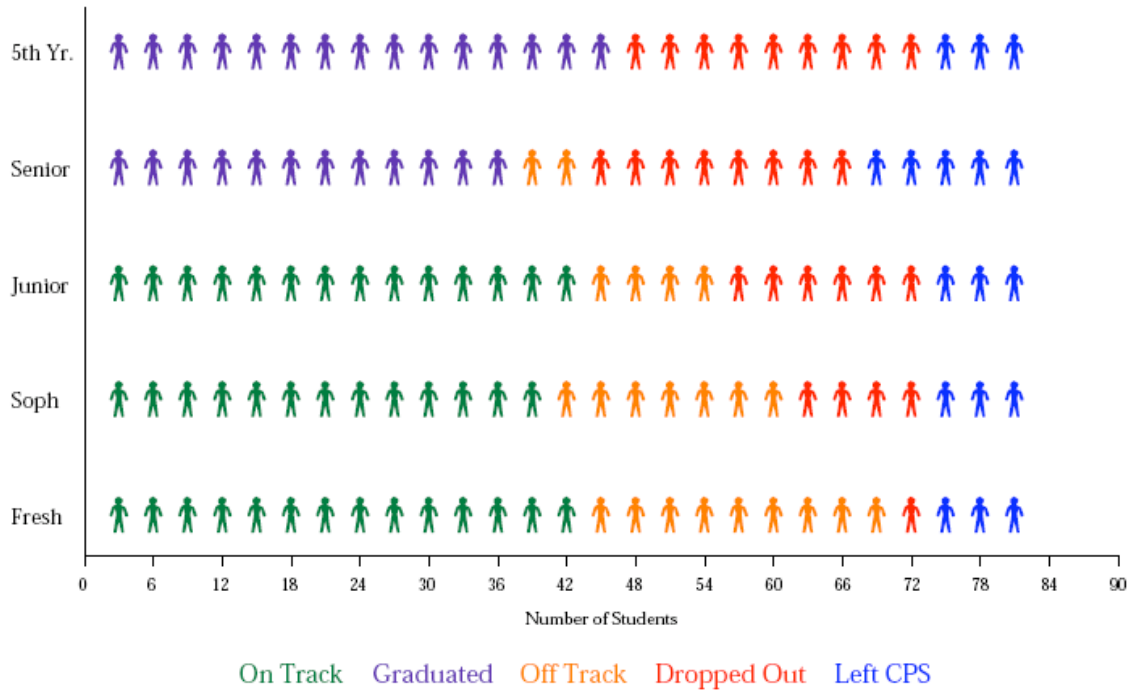 5th Yr.
Senior
Junior
Soph
Fresh
0 6 12 18 24 30 36 42 48 54 60 66 72 78 84 90
Number of Students
On Track Graduated Off Track Dropped Out Left CPS